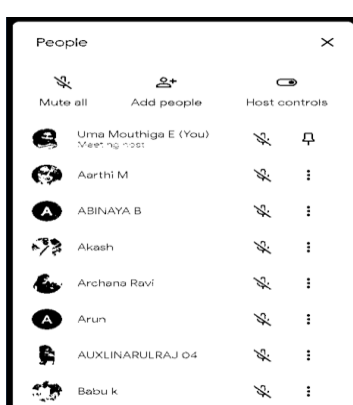 People
Mute all
Add people
Host controls
Uma Mouthiga E (You)
Meeting host
Aarthi M
A
ABINAYA B
Akash
Archana Ravi
A
Arun
AUXLINARULRAJ 04
Babu k